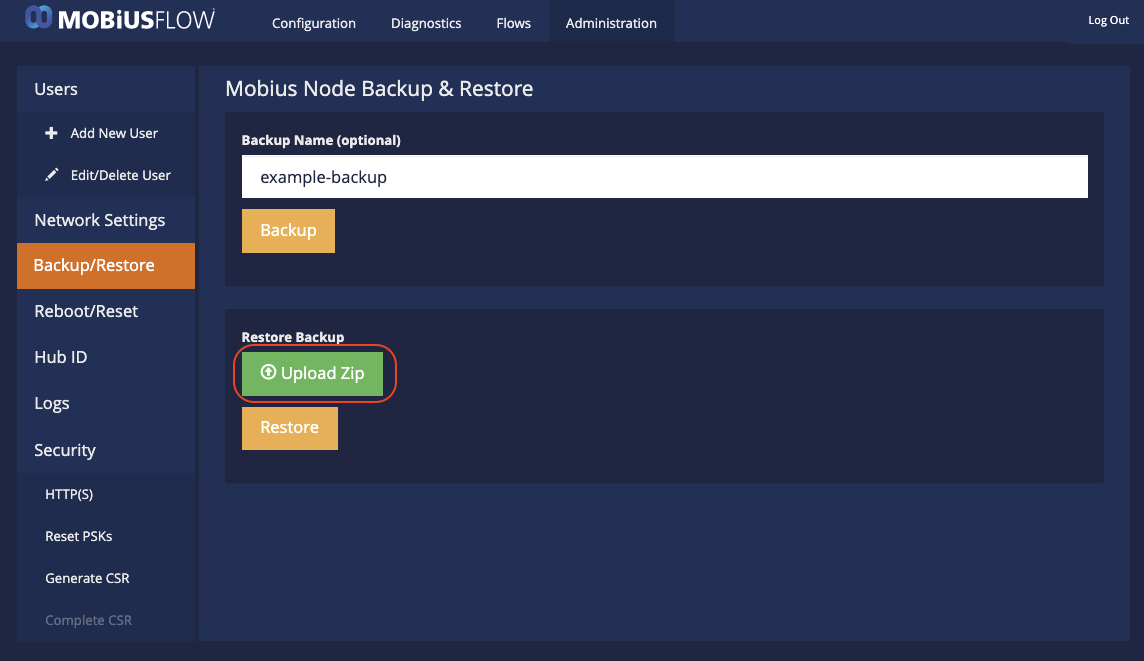 MOBiUSFLOW
Configuration
Diagnostics
Flows
Administration
Log Out
Users
Add New User
Edit/Delete User
Network Settings
Backup/Restore
Reboot/Reset
Hub ID
Logs
Security
HTTP(S)
Reset PSKs
Generate CSR
Complete CSR
Mobius Node Backup & Restore
Backup Name (optional)
example-backup
Backup
Restore Backup
Upload Zip
Restore